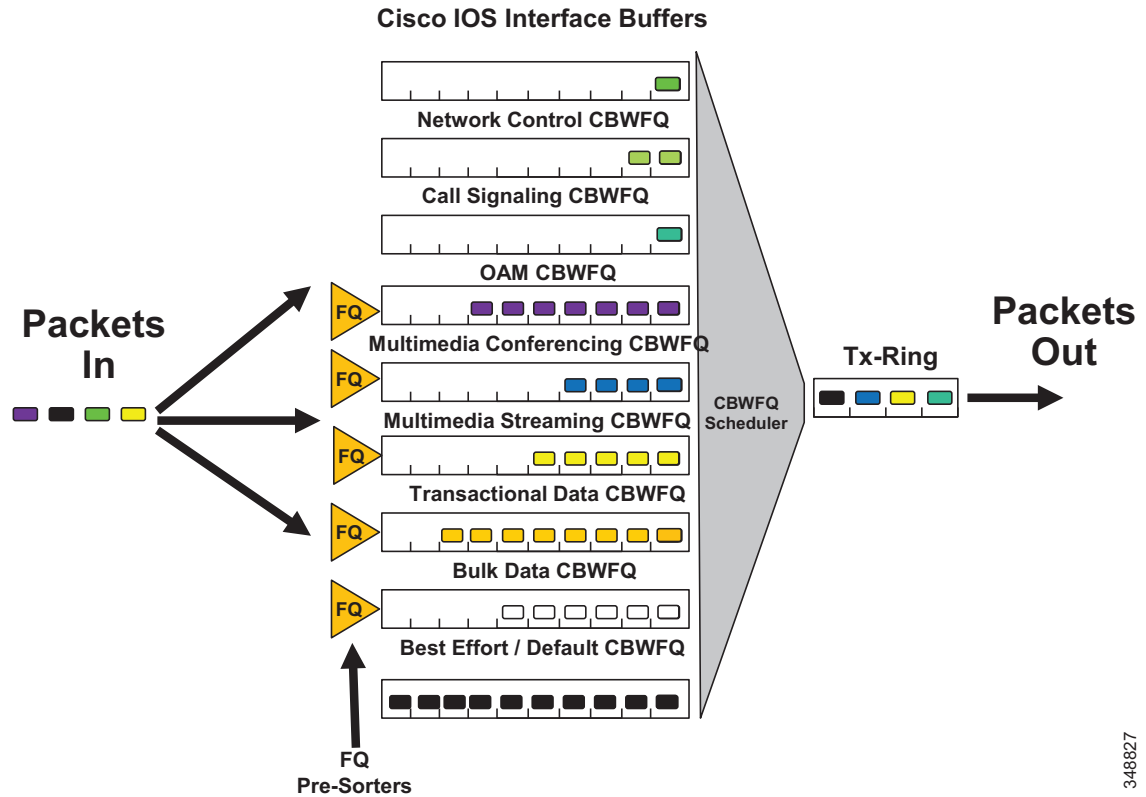 Cisco IOS Interface Buffers
Network Control CBWFQ
Call Signaling CBWFQ
OAM CBWFQ
FQ
Multimedia Conferencing CBWFQ
FQ
Multimedia Streaming CBWFQ
FQ
Transactional Data CBWFQ
FQ
Bulk Data CBWFQ
FQ
Best Effort / Default CBWFQ
FQ
Pre-Sorters
Packets
In
CBWFQ
Scheduler
Tx-Ring
Packets
Out
348827